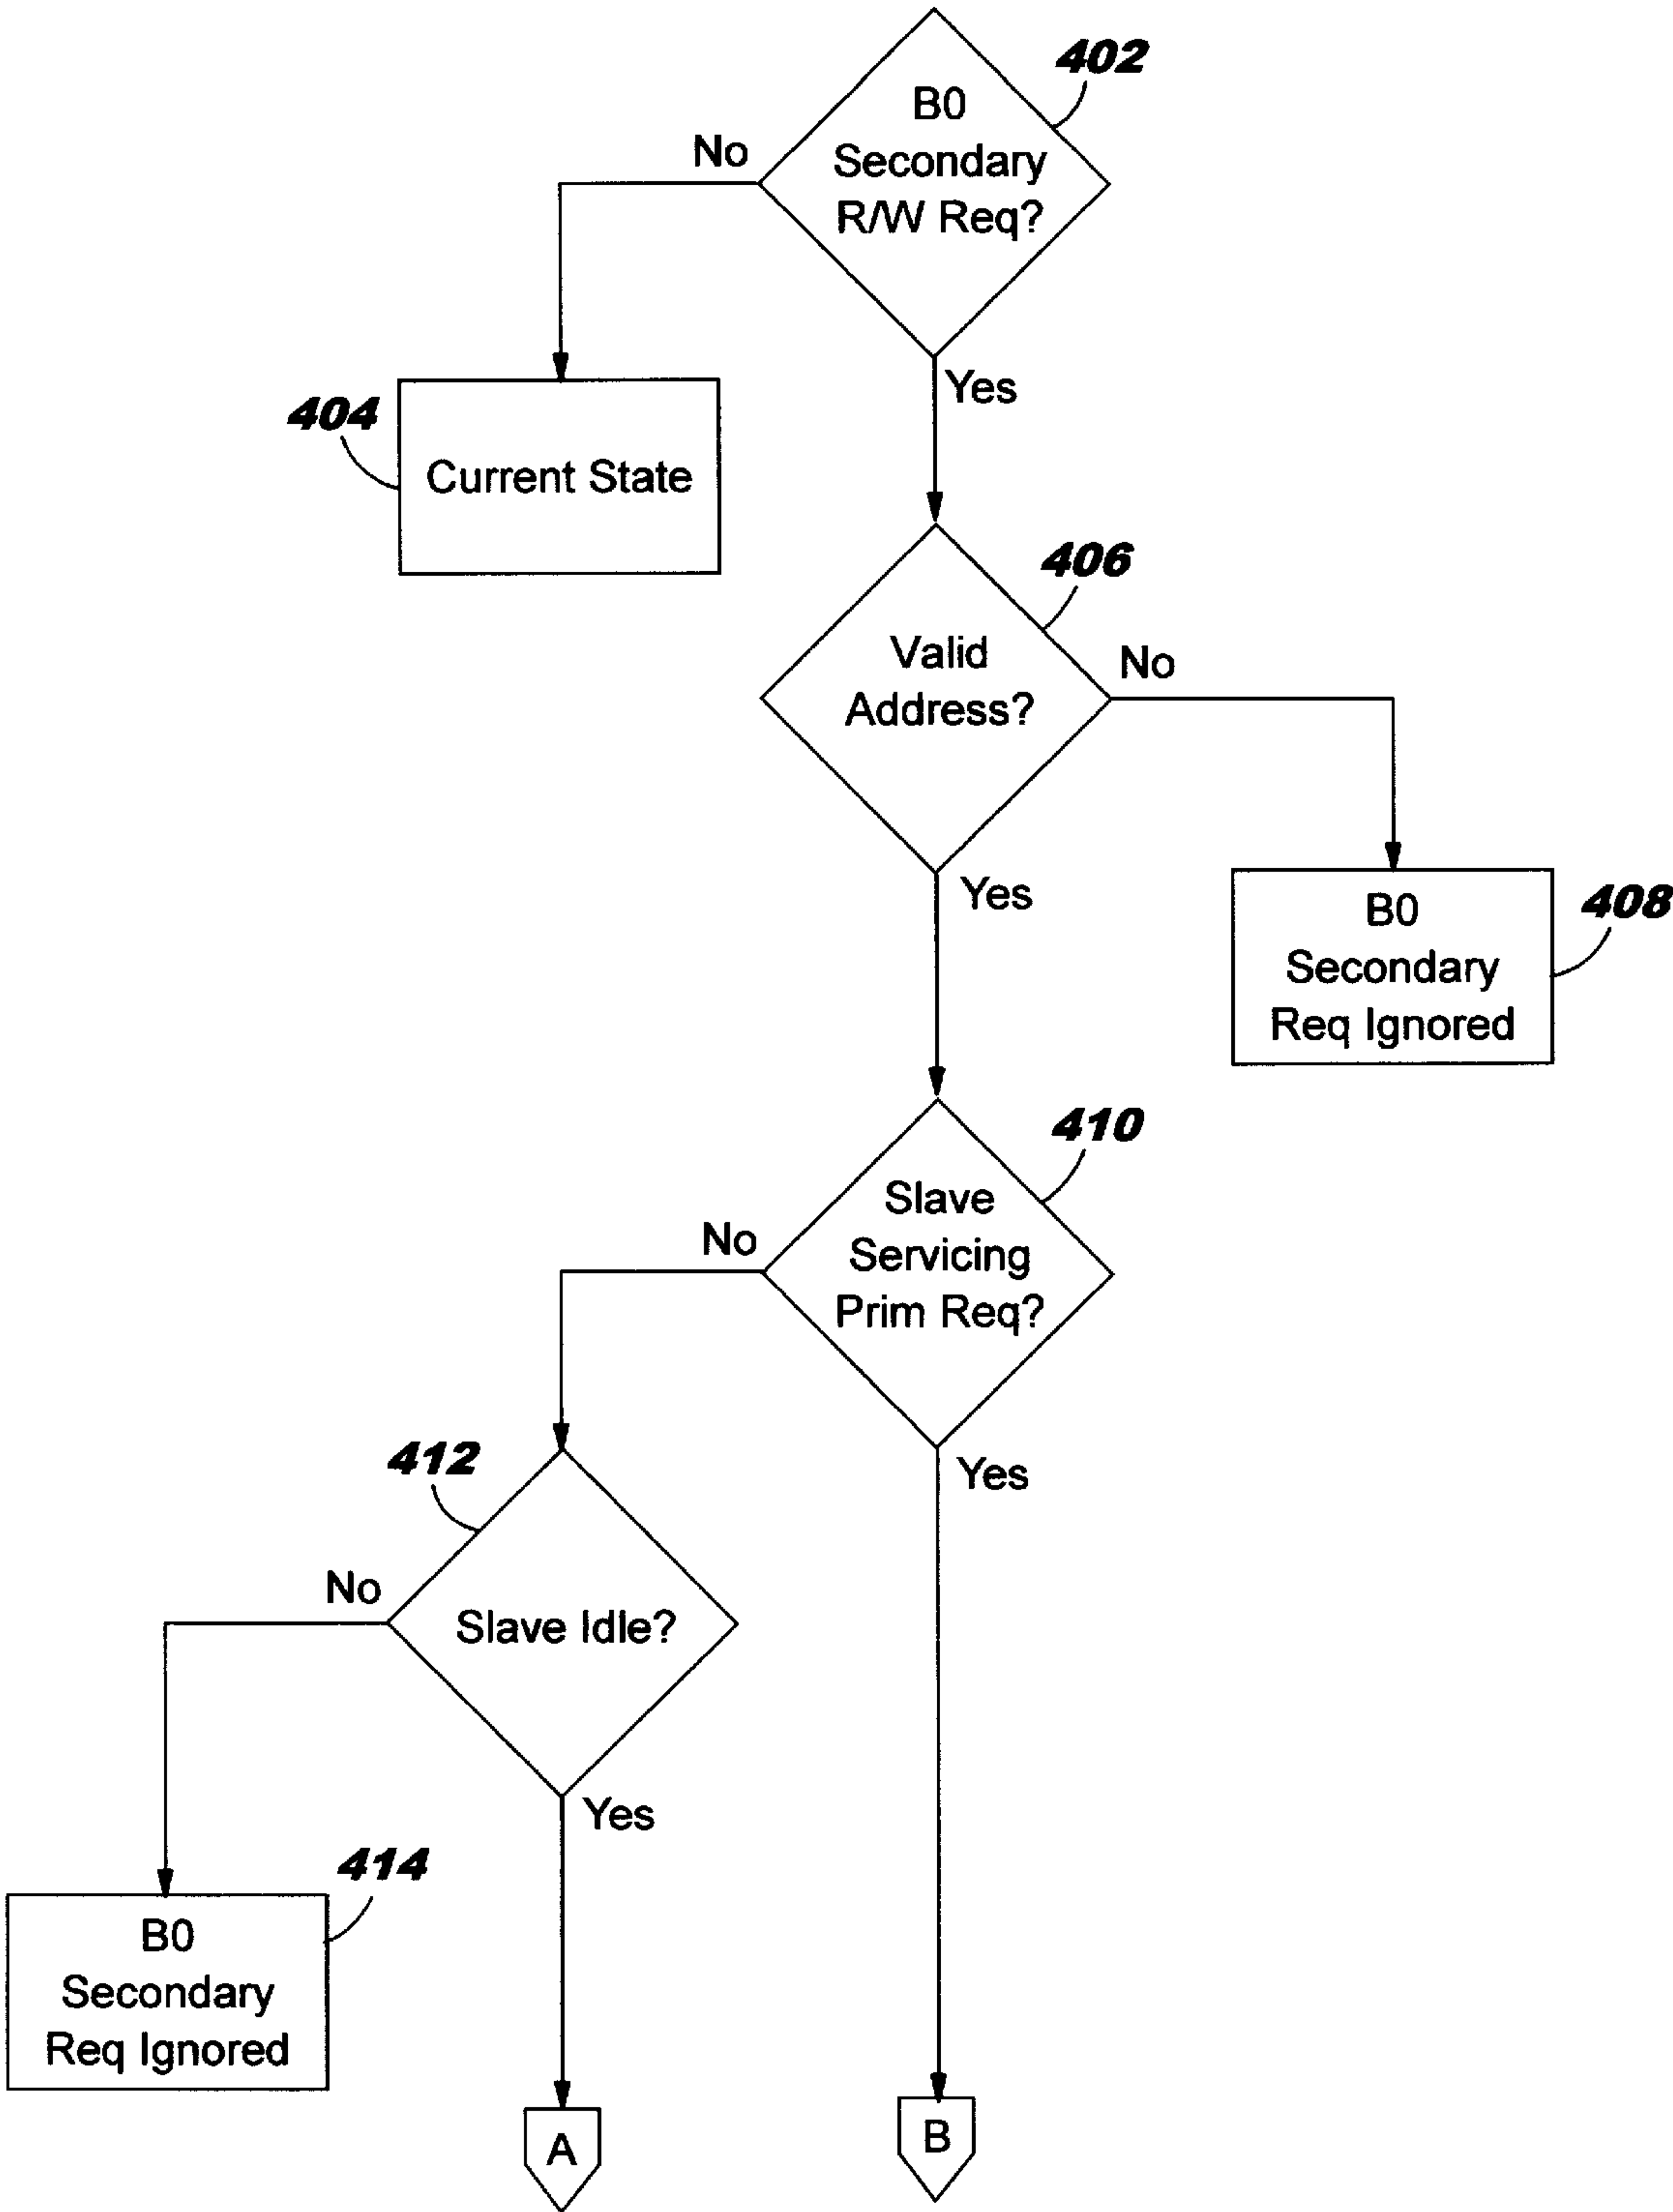 402
B0
Secondary
R/W Req?
No
Yes
404
Current State
406
Valid
Address?
No
Yes
408
B0
Secondary
Req Ignored
410
Slave
Servicing
Prim Req?
No
Yes
412
Slave Idle?
No
Yes
414
B0
Secondary
Req Ignored
A
B